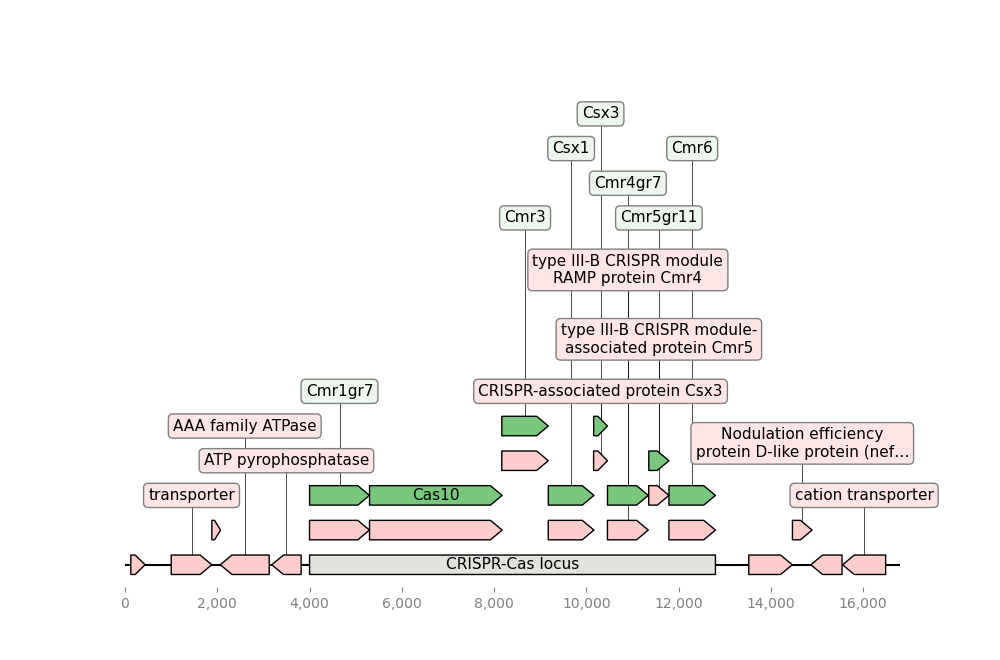 Csx3
Csx1
Cmr6
Cmr4gr7
Cmr3
Cmr5gr11
type III-B CRISPR module
RAMP protein Cmr4
type III-B CRISPR module-
associated protein Cmr5
Cmr1gr7
CRISPR-associated protein Csx3
AAA family ATPase
Nodulation efficiency
protein D-like protein (nef...
ATP pyrophosphatase
transporter
Cas10
cation transporter
CRISPR-Cas locus
0 2,000 4,000 6,000 8,000 10,000 12,000 14,000 16,000